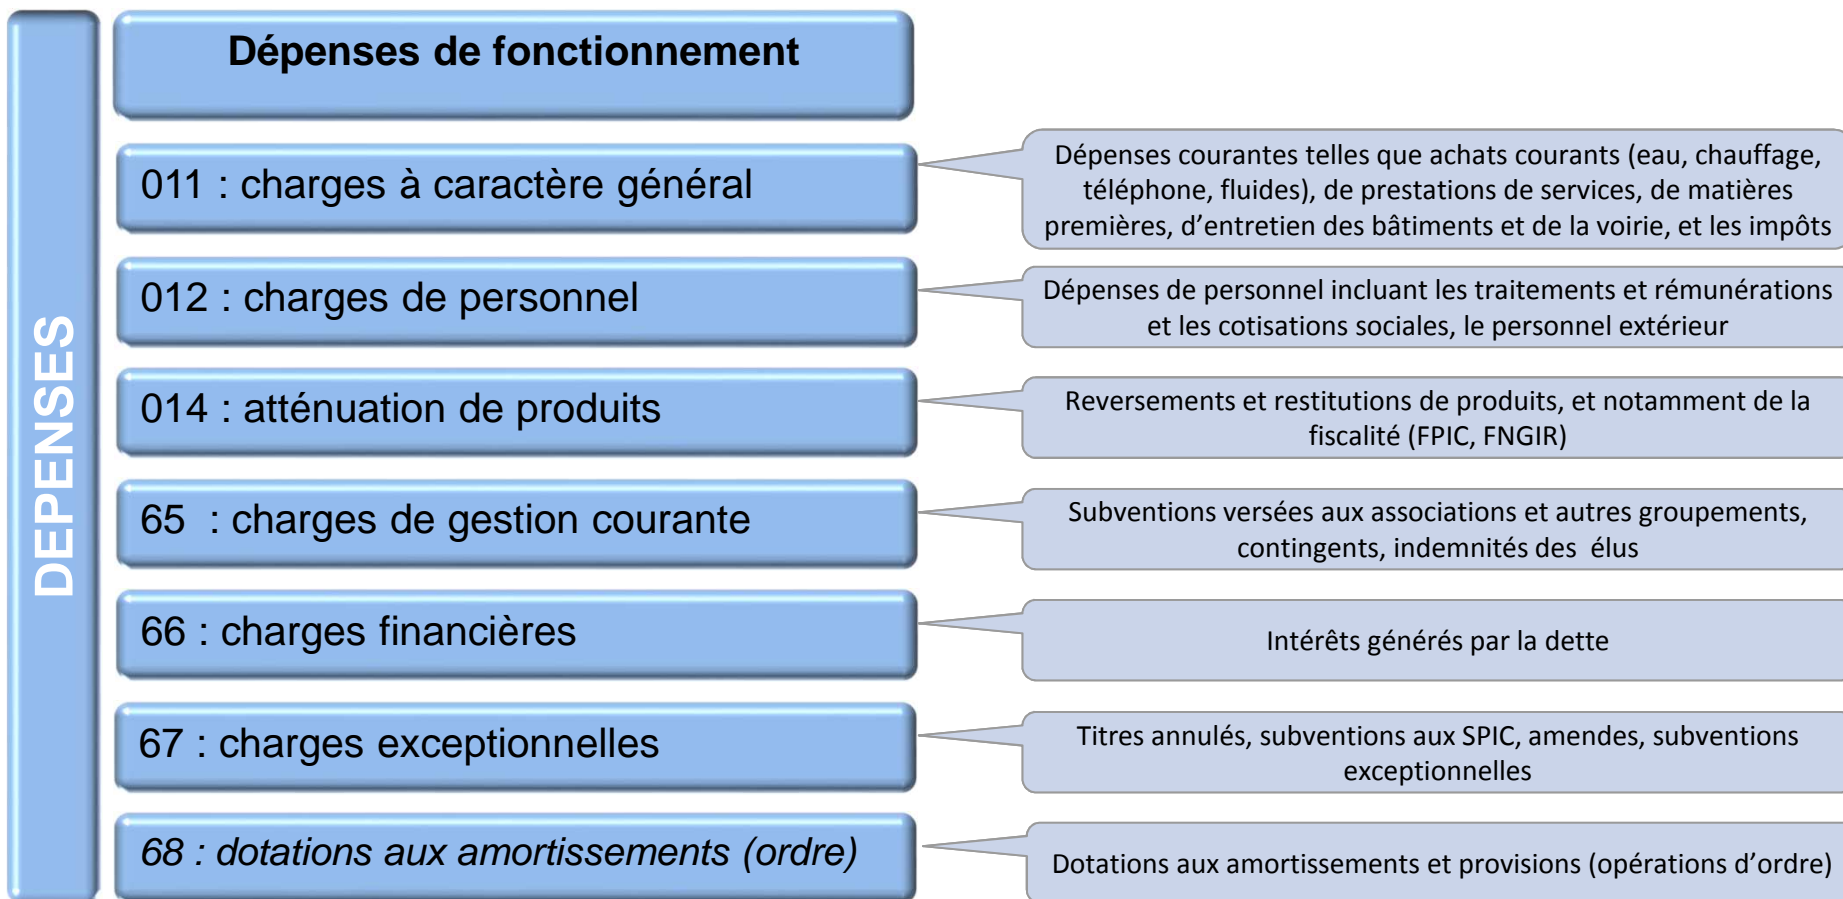 DEPENSES
Dépenses de fonctionnement
011 : charges à caractère général
Dépenses courantes telles que achats courants (eau, chauffage,
téléphone, fluides), de prestations de services, de matières
premières, d’entretien des bâtiments et de la voirie, et les impôts
012 : charges de personnel
Dépenses de personnel incluant les traitements et rémunérations
et les cotisations sociales, le personnel extérieur
014 : atténuation de produits
Reversements et restitutions de produits, et notamment de la
fiscalité (FPIC, FNGIR)
65 : charges de gestion courante
Subventions versées aux associations et autres groupements,
contingents, indemnités des élus
66 : charges financières
Intérêts générés par la dette
67 : charges exceptionnelles
Titres annulés, subventions aux SPIC, amendes, subventions
exceptionnelles
68 : dotations aux amortissements (ordre)
Dotations aux amortissements et provisions (opérations d’ordre)